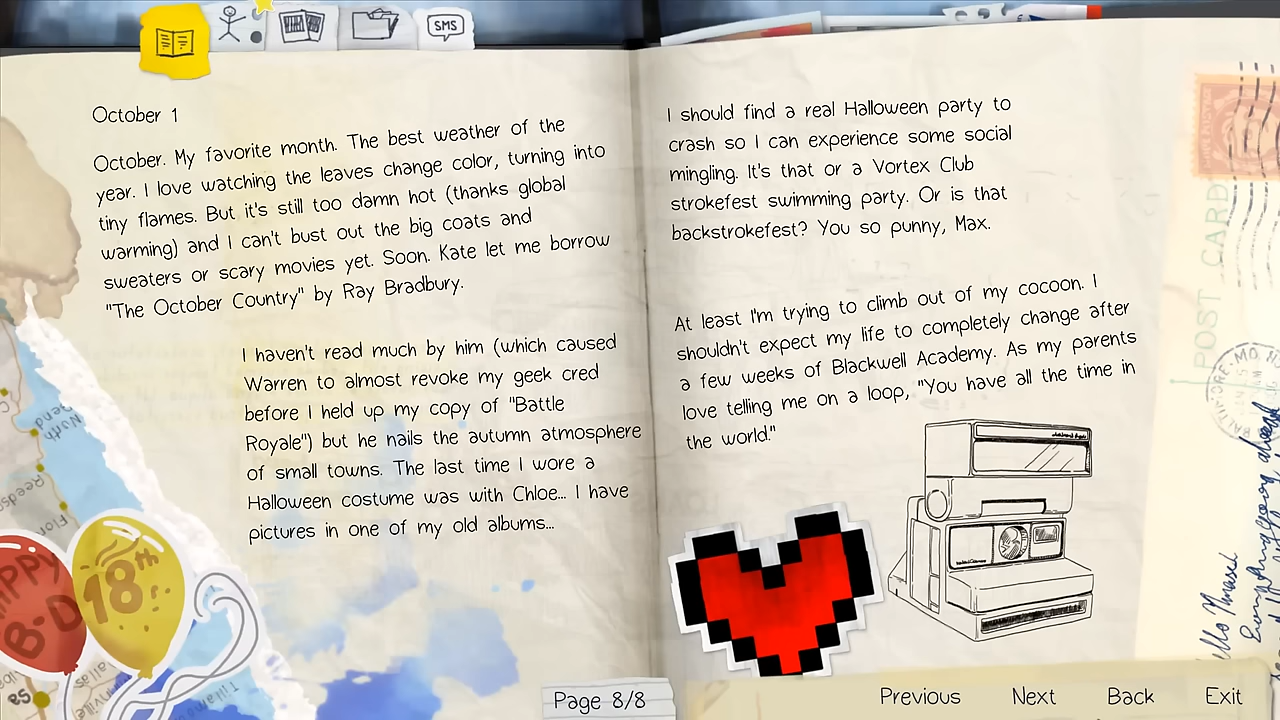 SMS
October 1
October. My favorite month. The best weather of the
year. I love watching the leaves change color, turning into
tiny flames. But it's still too damn hot (thanks global
warming) and I can't bust out the big coats and
sweaters or scary movies yet. Soon. Kate let me borrow
"The October Country" by Ray Bradbury.
I haven't read much by him (which caused
Warren to almost revoke my geek cred
before I held up my copy of "Battle
Royale") but he nails the autumn atmosphere
of small towns. The last time I wore a
Halloween costume was with Chloe... I have
pictures in one of my old albums...
I should find a real Halloween party to
crash so I can experience some social
mingling. It's that or a Vortex Club
strokefest swimming party. Or is that
backstrokefest? You so punny, Max.
At least I'm trying to climb out of my cocoon. I
shouldn't expect my life to completely change after
a few weeks of Blackwell Academy. As my parents
love telling me on a loop, "You have all the time in
the world."
North
Bend
B-D
18th
POST CARD
Page 8/8
Previous
Next
Back
Exit